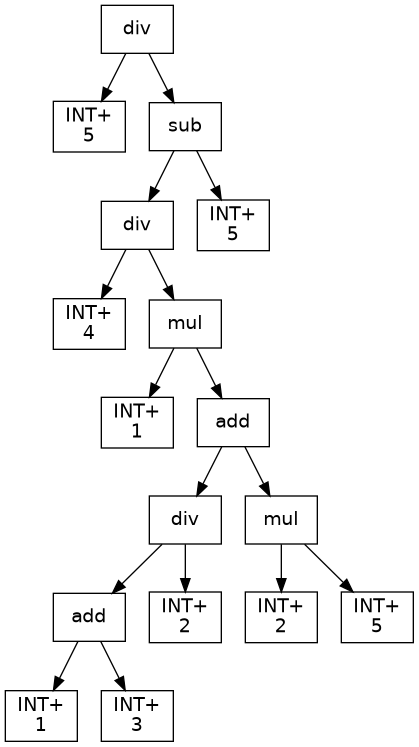 div
INT+
5
sub
div
INT+
5
INT+
4
mul
INT+
1
add
div
mul
add
INT+
2
INT+
2
INT+
5
INT+
1
INT+
3